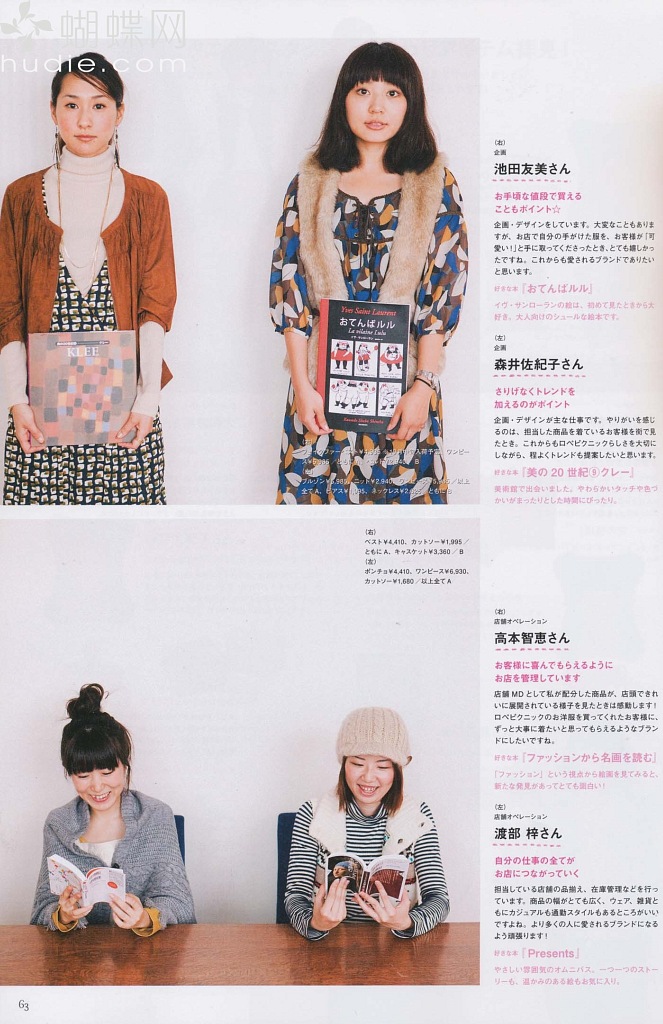 蝴蝶网
hudie.com
（右）
企画
池田友美さん
お手頃な値段で買える
こともポイント☆
企画・デザインをしています。大変なこともありま
すが、お店で自分の手がけた服を、お客様が「可
愛い！」と手に取ってくださったとき、とても嬉しかっ
たですね。これからも愛されるブランドでありたい
と思います。
好きな本『おてんばルル』
イヴ・サンローランの絵は、初めて見たときから大
好き。大人向けのシュールな絵本です。
（左）
企画
森井佐紀子さん
さりげなくトレンドを
加えるのがポイント
企画・デザインが主な仕事です。やりがいを感じ
るのは、担当した商品を着ているお客様を街で見
たとき。これからもロペピクニックらしさを大切に
しながら、程よくトレンドも提案したいと思います。
好きな本『美の20世紀⑨クレー』
美術館で出会いました。やわらかいタッチや色づ
かいがまったりとした時間にぴったり。
KLEE
Yves Saint Laurent
おてんばルル
La vilaine Lulu
（右）
ベスト¥4,410、カットソー¥1,995／
ともにA、キャスケット¥3,360／B
（左）
ポンチョ¥4,410、ワンピース¥6,930、
カットソー¥1,680／以上全てA
（右）
店舗オペレーション
高本智恵さん
お客様に喜んでもらえるように
お店を管理しています
店舗MDとして私が配分した商品が、店頭できれ
いに展開されている様子を見たときは感動します！
ロペピクニックのお洋服を買ってくれたお客様に、
ずっと大事に着たいと思ってもらえるようなブラン
ドにしたいですね。
好きな本『ファッションから名画を読む』
「ファッション」という視点から絵画を見てみると、
新たな発見があってとても面白い！
（左）
店舗オペレーション
渡部 梓さん
自分の仕事の全てが
お店につながっていく
担当している店舗の品揃え、在庫管理などを行っ
ています。商品の幅がとても広く、ウェア、雑貨と
もにカジュアルも通勤スタイルもあるところがいい
ですよね。より多くの人に愛されるブランドになる
よう頑張ります！
好きな本『Presents』
やさしい雰囲気のオムニバス。一つ一つのストー
リーも、温かみのある絵もお気に入り。
63